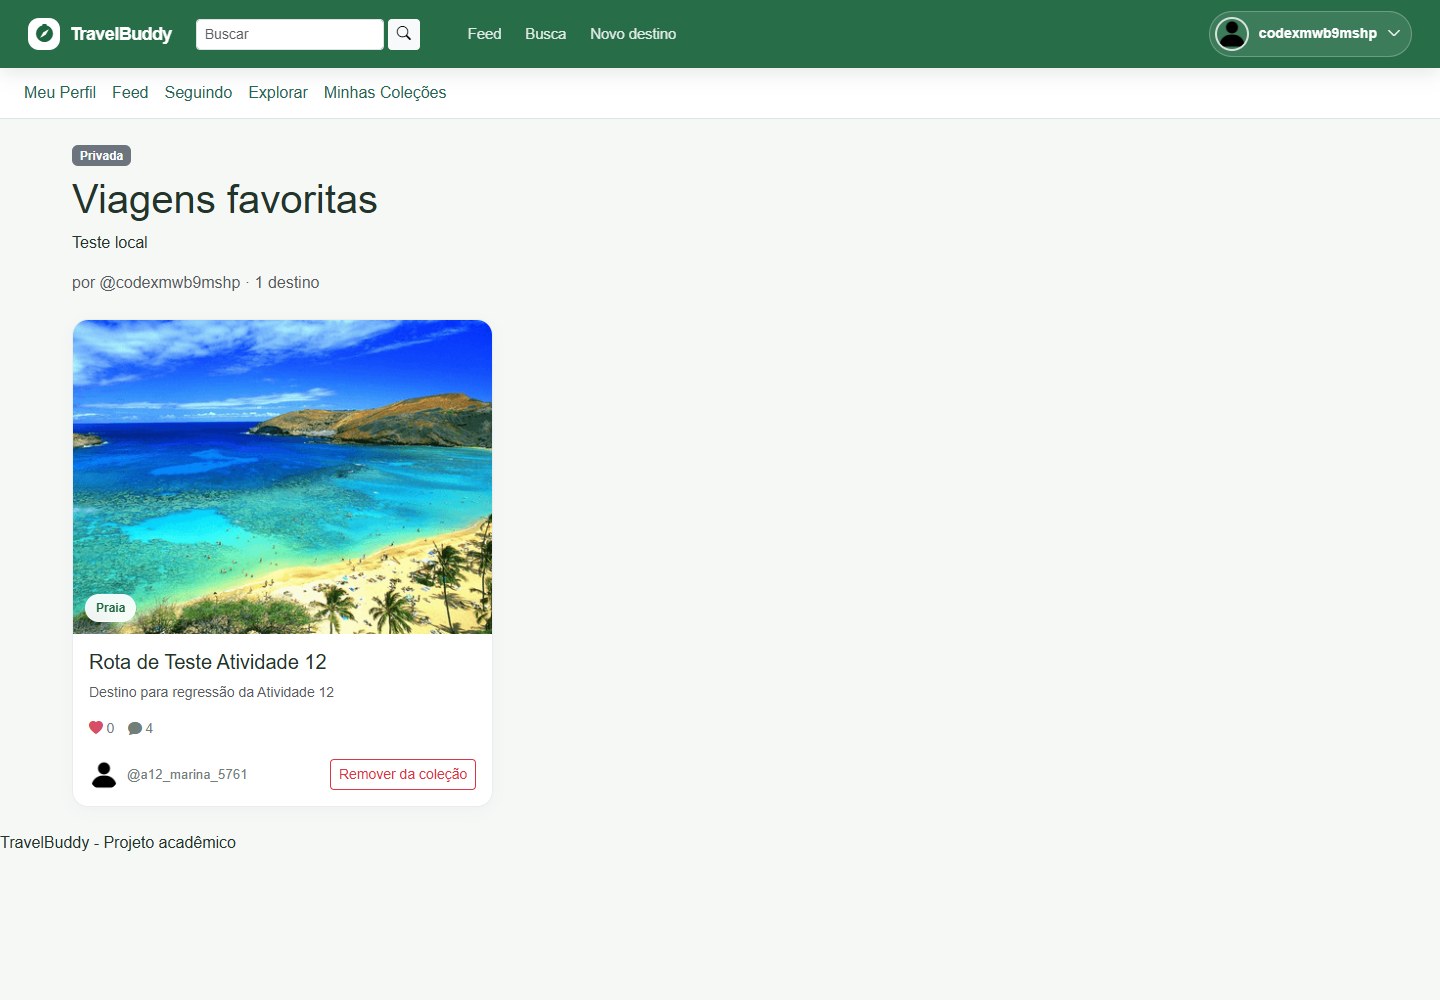 TravelBuddy
Buscar
Feed
Busca
Novo destino
codexmwb9mshp
Meu Perfil
Feed
Seguindo
Explorar
Minhas Coleções
Privada
Viagens favoritas
Teste local
por @codexmwb9mshp · 1 destino
Praia
Rota de Teste Atividade 12
Destino para regressão da Atividade 12
0
4
@a12_marina_5761
Remover da coleção
TravelBuddy - Projeto acadêmico